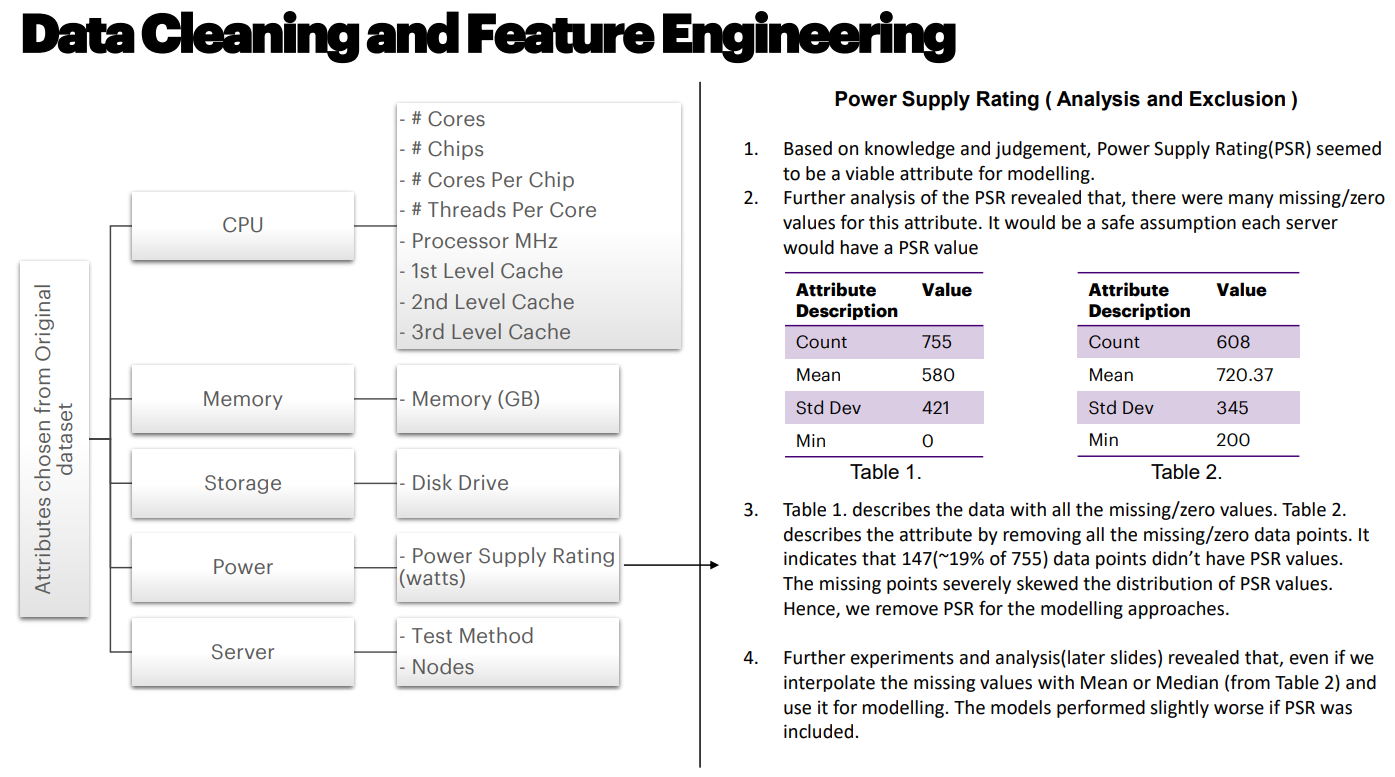 Data Cleaning and Feature Engineering
Attributes chosen from Original
dataset
CPU
- # Cores
- # Chips
- # Cores Per Chip
- # Threads Per Core
- Processor MHz
- 1st Level Cache
- 2nd Level Cache
- 3rd Level Cache
Memory
- Memory (GB)
Storage
- Disk Drive
Power
- Power Supply Rating
(watts)
Server
- Test Method
- Nodes
Power Supply Rating ( Analysis and Exclusion )
1. Based on knowledge and judgement, Power Supply Rating(PSR) seemed
to be a viable attribute for modelling.
2. Further analysis of the PSR revealed that, there were many missing/zero
values for this attribute. It would be a safe assumption each server
would have a PSR value
Attribute Value
Description
Count 755
Mean 580
Std Dev 421
Min 0
Table 1.
Attribute Value
Description
Count 608
Mean 720.37
Std Dev 345
Min 200
Table 2.
3. Table 1. describes the data with all the missing/zero values. Table 2.
describes the attribute by removing all the missing/zero data points. It
indicates that 147(~19% of 755) data points didn’t have PSR values.
The missing points severely skewed the distribution of PSR values.
Hence, we remove PSR for the modelling approaches.
4. Further experiments and analysis(later slides) revealed that, even if we
interpolate the missing values with Mean or Median (from Table 2) and
use it for modelling. The models performed slightly worse if PSR was
included.